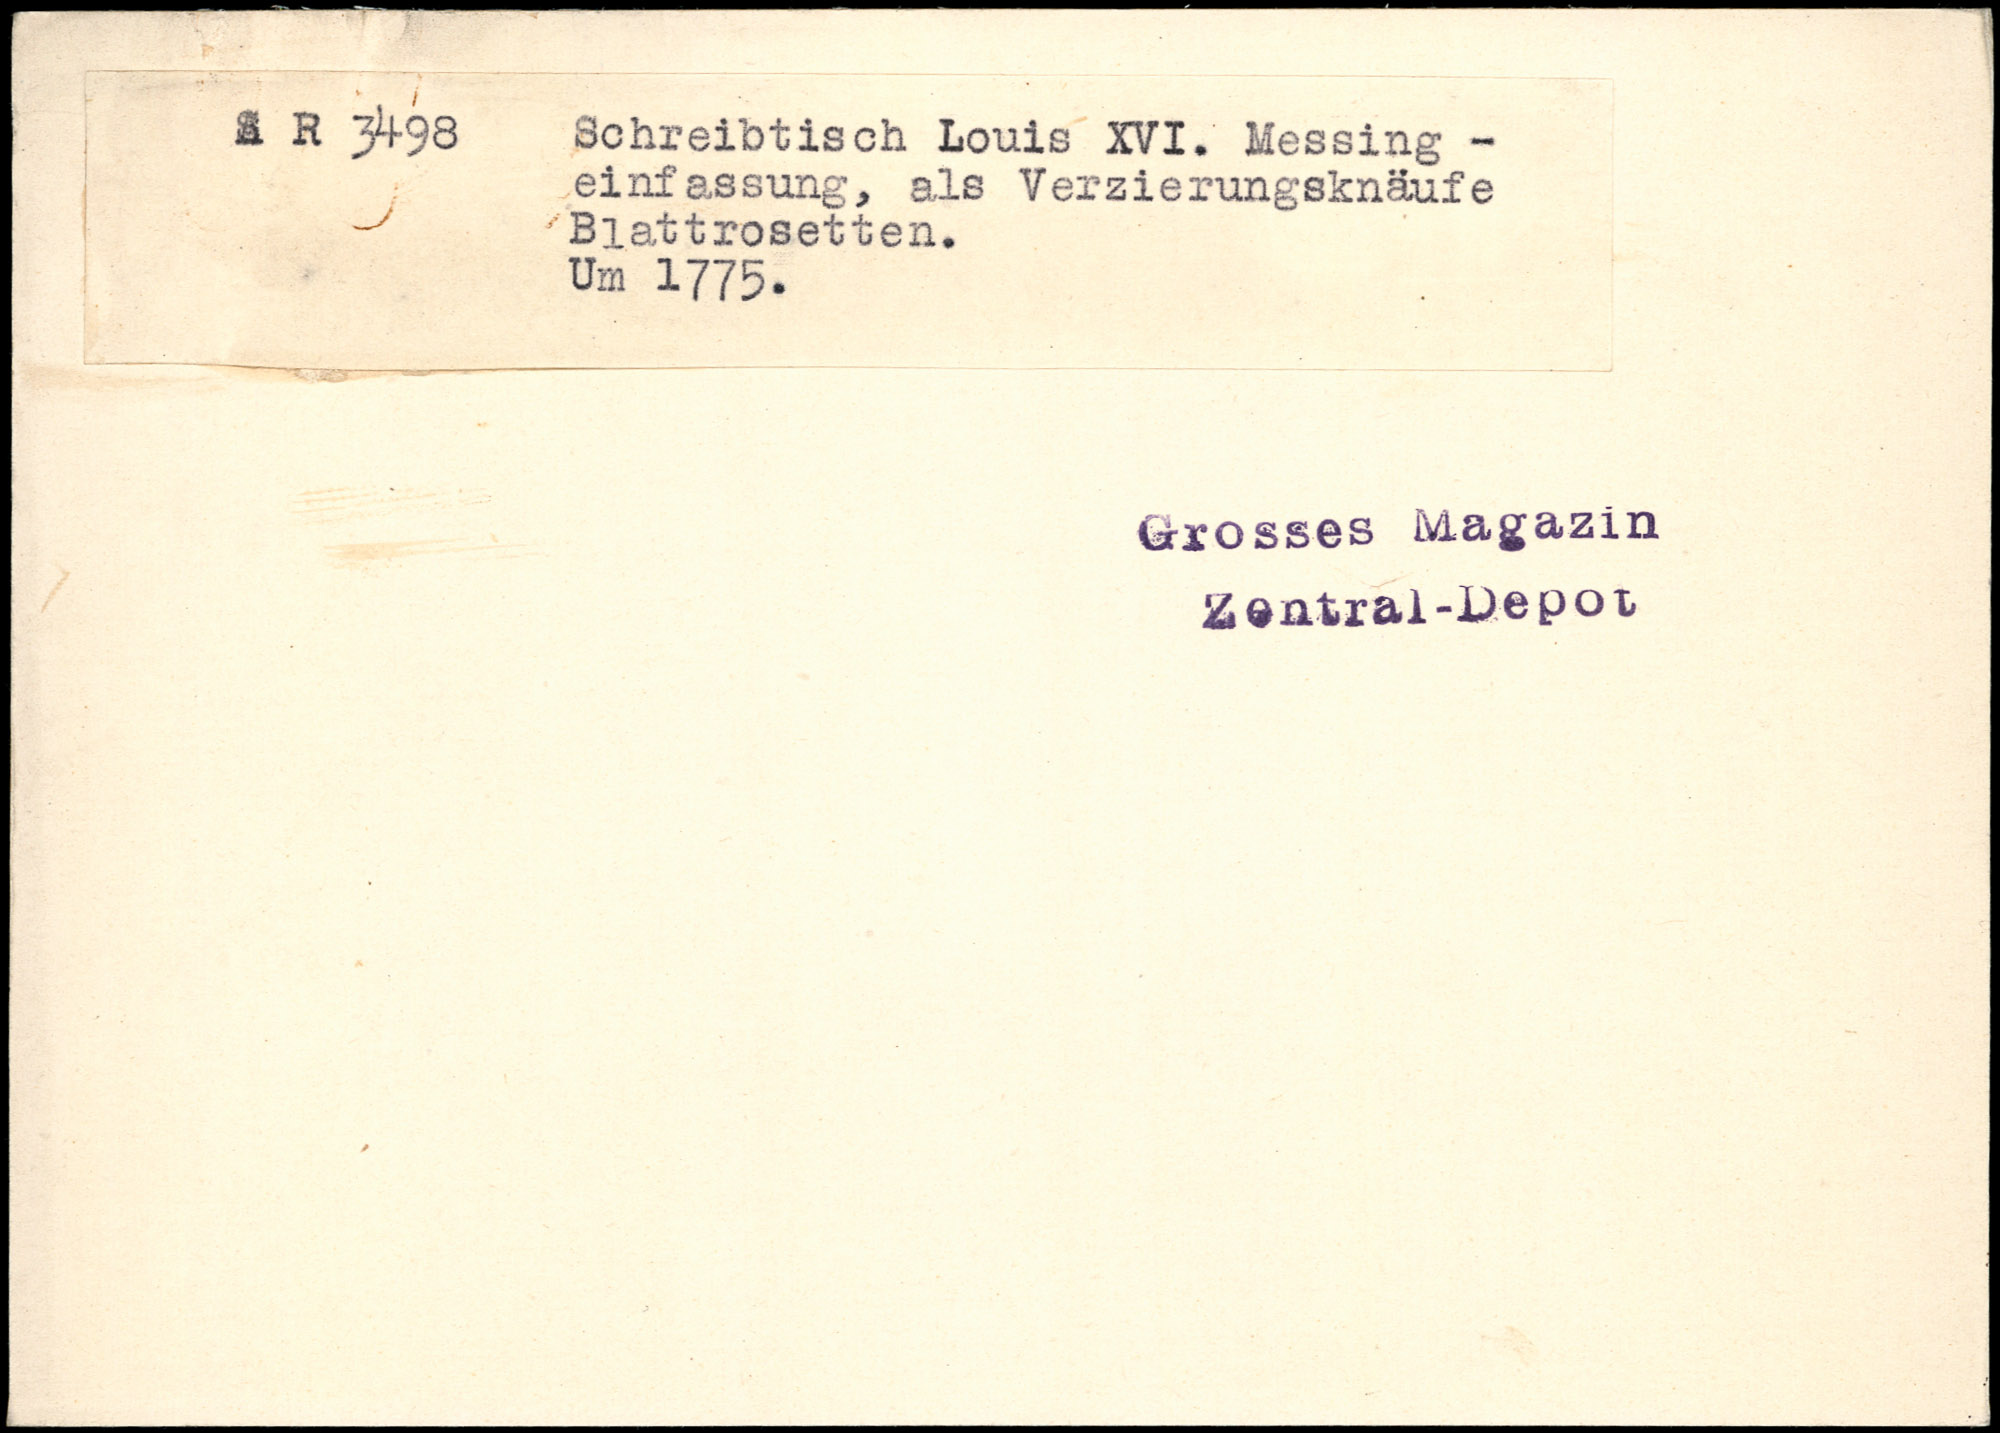 R 3498 Schreibtisch Louis XVI. Messing -
einfassung, als Verzierungsknäufe
Blattrosetten.
Um 1775.
Grosses Magazin
Zentral-Depot